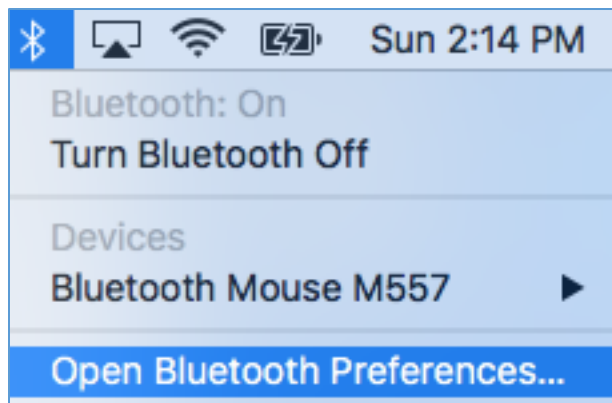 Sun 2:14 PM
Bluetooth: On
Turn Bluetooth Off
Devices
Bluetooth Mouse M557
Open Bluetooth Preferences...